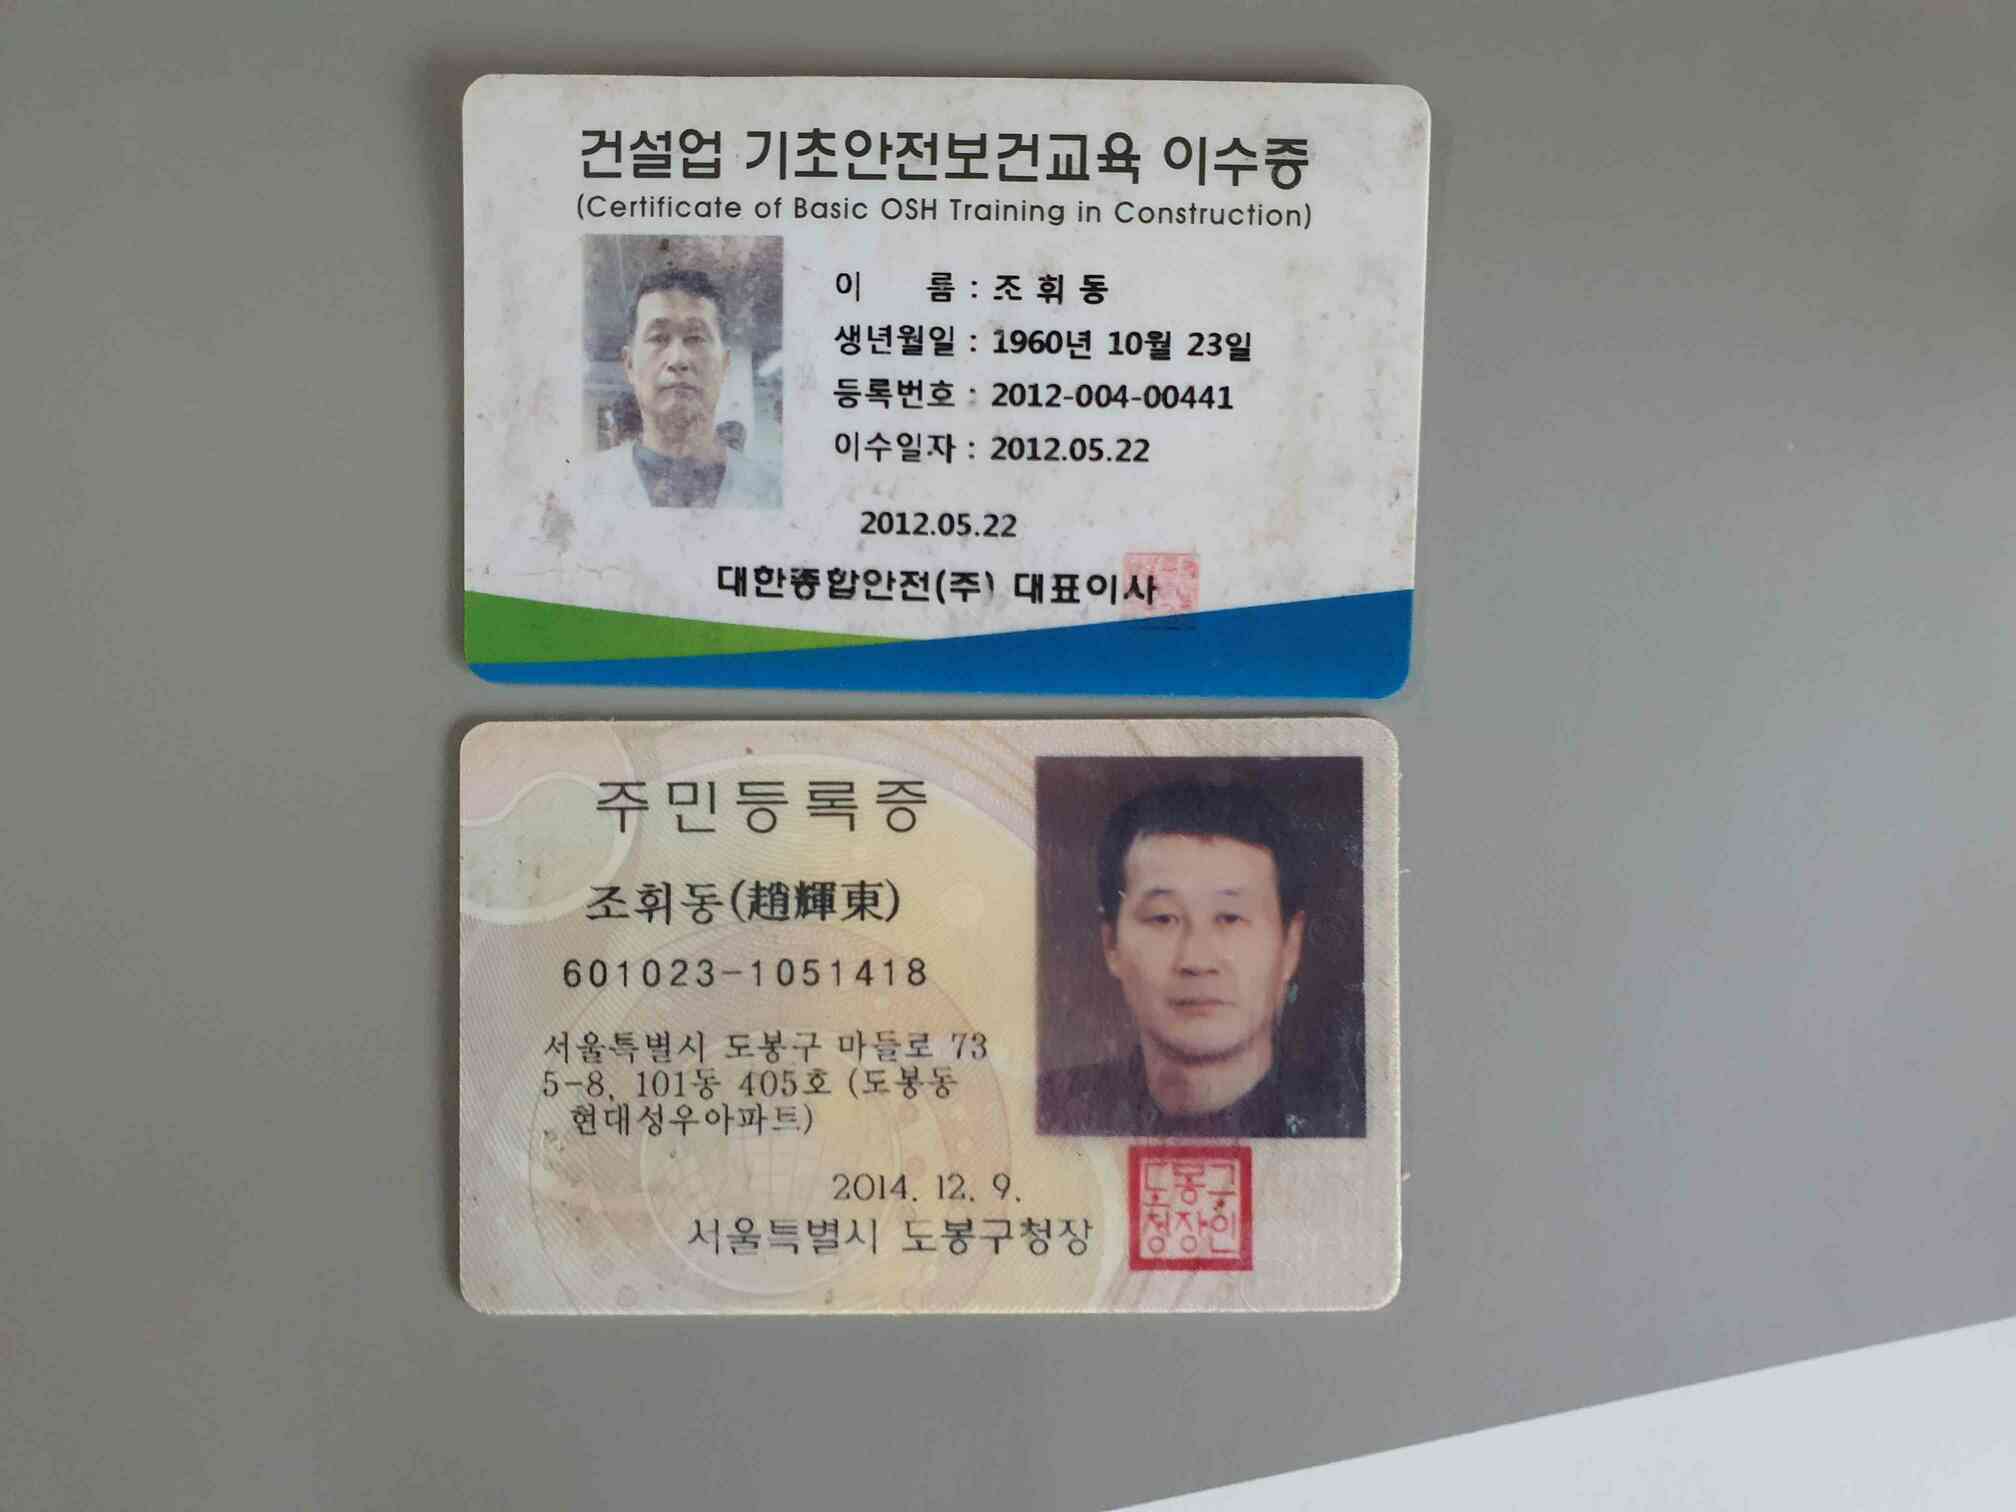 건설업 기초안전보건교육 이수증
(Certificate of Basic OSH Training in Construction)
이 름 : 조 휘 동
생년월일 : 1960년 10월 23일
등록번호 : 2012-004-00441
이수일자 : 2012.05.22
2012.05.22
대한종합안전(주) 대표이사
주민등록증
조휘동(趙輝東)
601023-1051418
서울특별시 도봉구 마들로 73
5-8, 101동 405호 (도봉동
현대성우아파트)
2014. 12. 9.
서울특별시 도봉구청장
도봉구
청장인